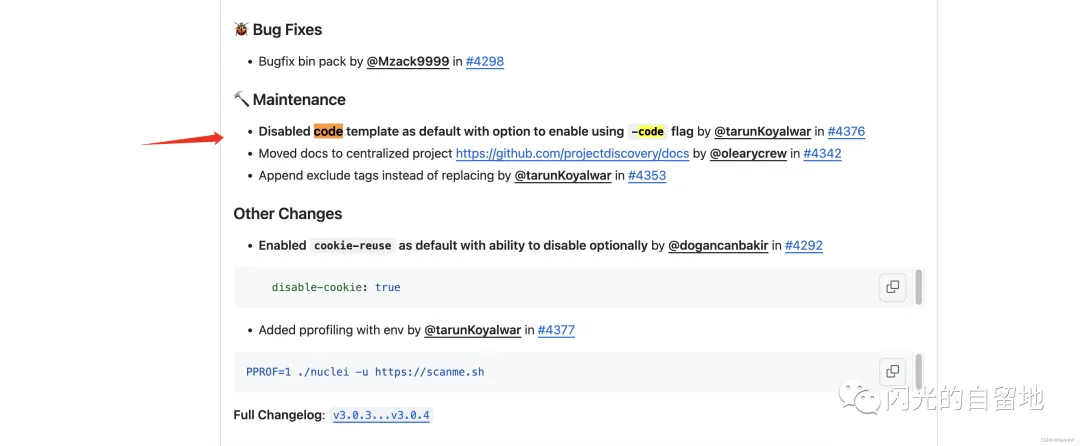 🐞 Bug Fixes
• Bugfix bin pack by @Mzack9999 in #4298
🔨 Maintenance
• Disabled code template as default with option to enable using -code flag by @tarunKoyalwar in #4376
• Moved docs to centralized project https://github.com/projectdiscovery/docs by @olearycrew in #4342
• Append exclude tags instead of replacing by @tarunKoyalwar in #4353
Other Changes
• Enabled cookie-reuse as default with ability to disable optionally by @dogancanbakir in #4292
disable-cookie: true
• Added pprofiling with env by @tarunKoyalwar in #4377
PPROF=1 ./nuclei -u https://scanme.sh
闪光的自留地
Full Changelog: v3.0.3...v3.0.4